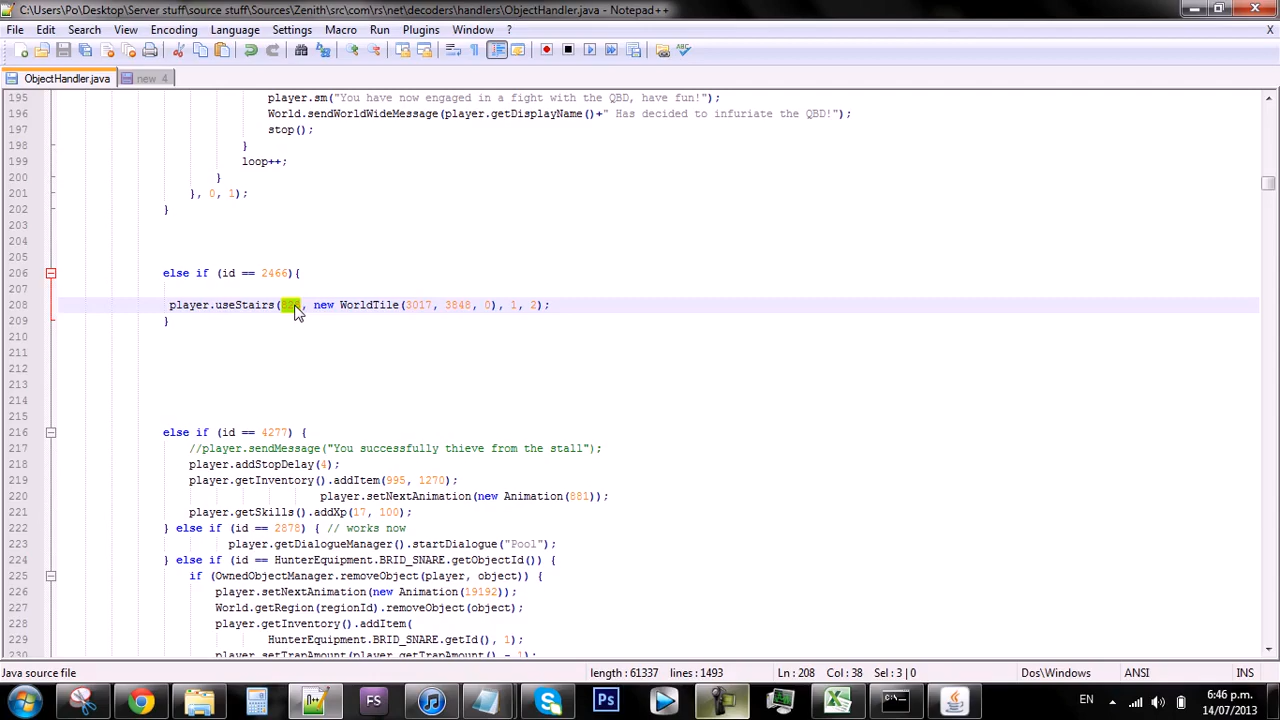 C:\Users\Po\Desktop\Server stuff\source stuff\Sources\Zenith\src\com\rs\net\decoders\handlers\ObjectHandler.java - Notepad++
File Edit Search View Encoding Language Settings Macro Run Plugins Window ? X
ObjectHandler.java new 4
195 player.sm("You have now engaged in a fight with the QBD, have fun!");
196 World.sendWorldWideMessage(player.getDisplayName()+" Has decided to infuriate the QBD!");
197 stop();
198 }
199 loop++;
200 }
201 }, 0, 1);
202 }
203
204
205
206 else if (id == 2466){
207
208 player.useStairs( , new WorldTile(3017, 3848, 0), 1, 2);
209 }
210
211
212
213
214
215
216 else if (id == 4277) {
217 //player.sendMessage("You successfully thieve from the stall");
218 player.addStopDelay(4);
219 player.getInventory().addItem(995, 1270);
220 player.setNextAnimation(new Animation(881));
221 player.getSkills().addXp(17, 100);
222 } else if (id == 2878) { // works now
223 player.getDialogueManager().startDialogue("Pool");
224 } else if (id == HunterEquipment.BRID_SNARE.getObjectId()) {
225 if (OwnedObjectManager.removeObject(player, object)) {
226 player.setNextAnimation(new Animation(19192));
227 World.getRegion(regionId).removeObject(object);
228 player.getInventory().addItem(
229 HunterEquipment.BRID_SNARE.getId(), 1);
player.setTrapAmount(player.getTrapAmount() - 1);
Java source file length : 61337 lines : 1493 Ln : 208 Col : 38 Sel : 3 | 0 Dos\Windows ANSI INS
FS Ps EN 6:46 p.m.
14/07/2013